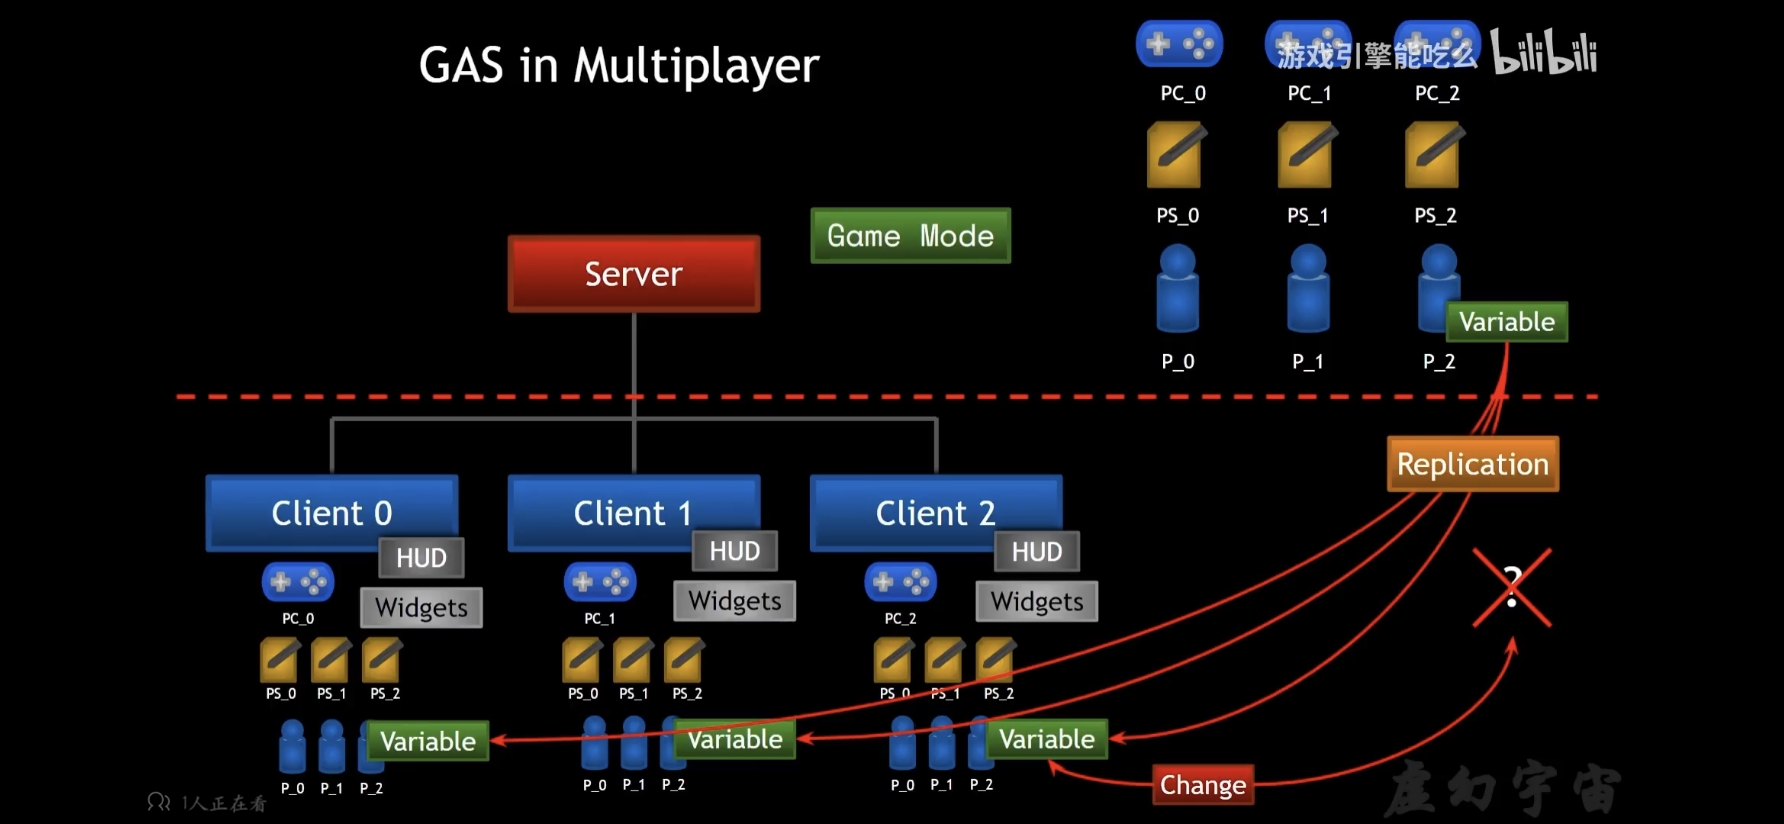 GAS in Multiplayer
游戏引擎能吃么 bilibili
PC_0 PC_1 PC_2
PS_0 PS_1 PS_2
Game Mode
Server
Variable
P_0 P_1 P_2
Replication
Client 0 Client 1 Client 2
HUD HUD HUD
Widgets Widgets Widgets
PC_0 PC_1 PC_2
?
PS_0 PS_1 PS_2 PS_0 PS_1 PS_2 PS_0 PS_1 PS_2
Variable Variable Variable
P_0 P_1 P_2 P_0 P_1 P_2 P_0 P_1 P_2
Change
1人正在看
虚幻宇宙